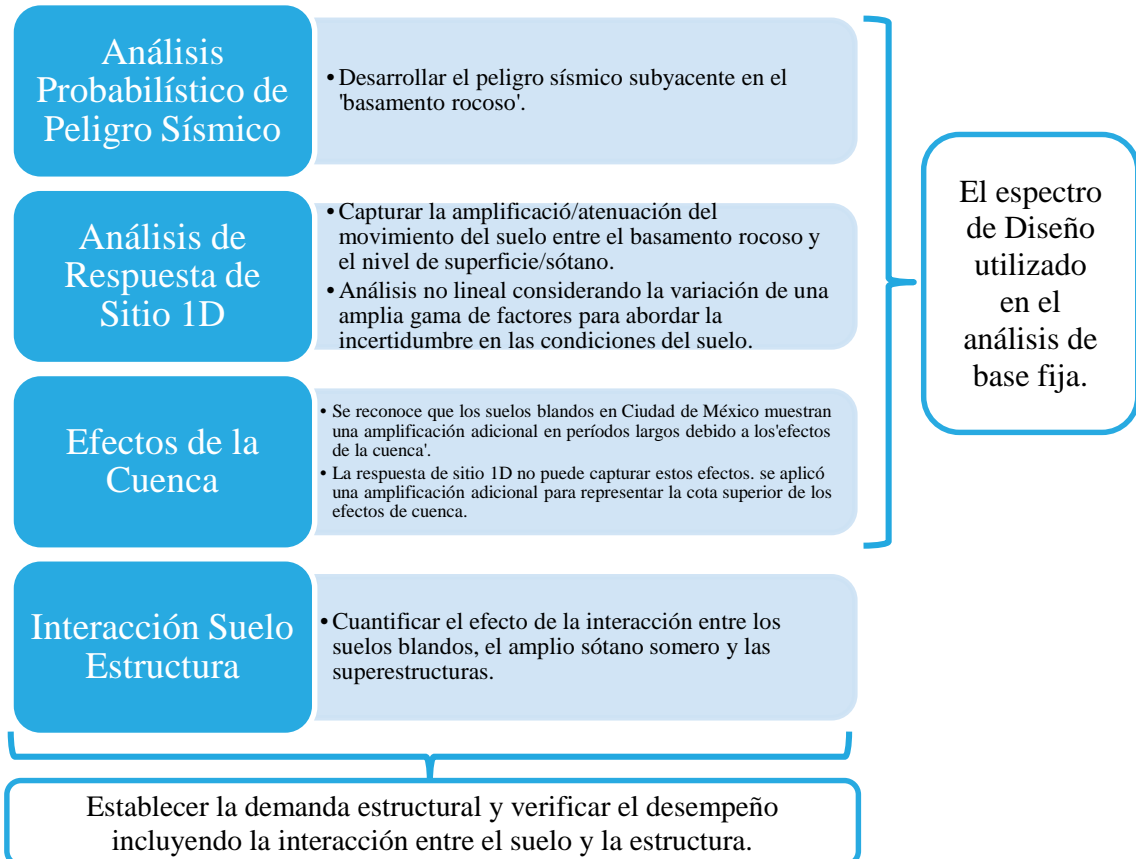 Análisis
Probabilístico de
Peligro Sísmico
• Desarrollar el peligro sísmico subyacente en el
'basamento rocoso'.
Análisis de
Respuesta de
Sitio 1D
• Capturar la amplificació/atenuación del
movimiento del suelo entre el basamento rocoso y
el nivel de superficie/sótano.
• Análisis no lineal considerando la variación de una
amplia gama de factores para abordar la
incertidumbre en las condiciones del suelo.
Efectos de la
Cuenca
• Se reconoce que los suelos blandos en Ciudad de México muestran
una amplificación adicional en períodos largos debido a los'efectos
de la cuenca'.
• La respuesta de sitio 1D no puede capturar estos efectos. se aplicó
una amplificación adicional para representar la cota superior de los
efectos de cuenca.
El espectro
de Diseño
utilizado
en el
análisis de
base fija.
Interacción Suelo
Estructura
• Cuantificar el efecto de la interacción entre los
suelos blandos, el amplio sótano somero y las
superestructuras.
Establecer la demanda estructural y verificar el desempeño
incluyendo la interacción entre el suelo y la estructura.